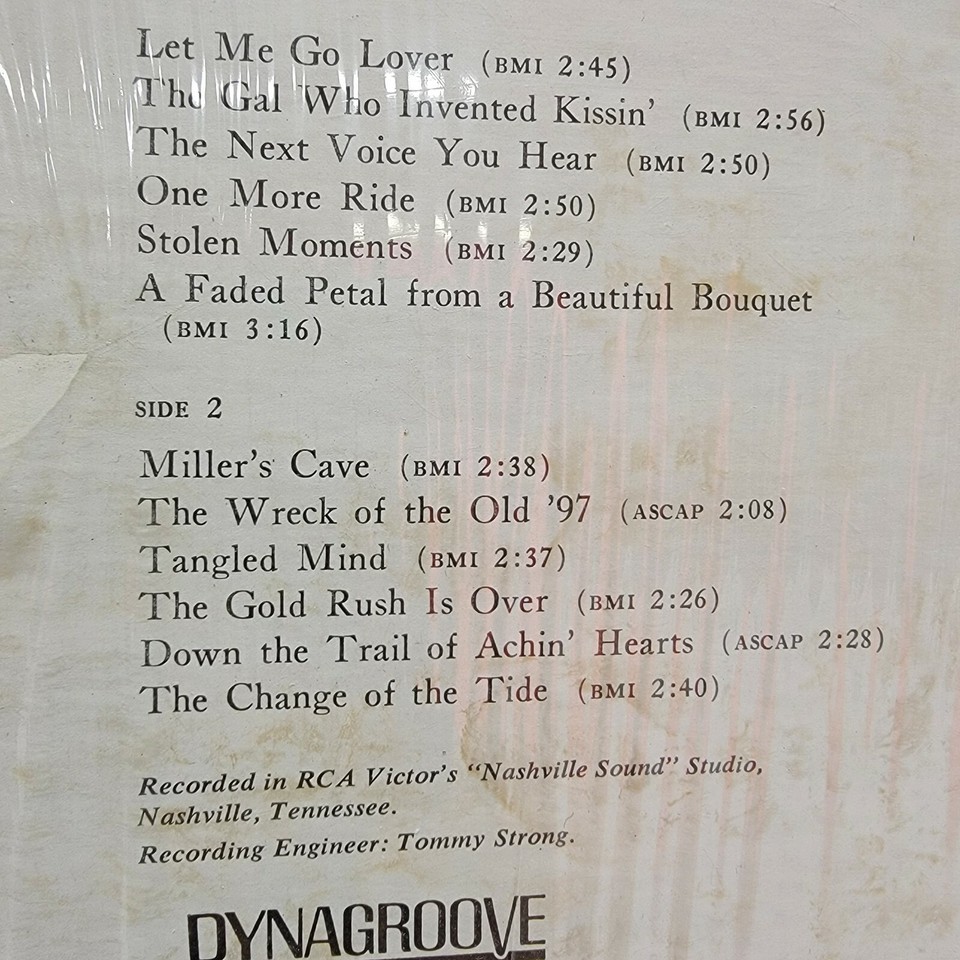 Let Me Go Lover (BMI 2:45)
The Gal Who Invented Kissin' (BMI 2:56)
The Next Voice You Hear (BMI 2:50)
One More Ride (BMI 2:50)
Stolen Moments (BMI 2:29)
A Faded Petal from a Beautiful Bouquet
(BMI 3:16)
SIDE 2
Miller's Cave (BMI 2:38)
The Wreck of the Old '97 (ASCAP 2:08)
Tangled Mind (BMI 2:37)
The Gold Rush Is Over (BMI 2:26)
Down the Trail of Achin' Hearts (ASCAP 2:28)
The Change of the Tide (BMI 2:40)
Recorded in RCA Victor's "Nashville Sound" Studio,
Nashville, Tennessee.
Recording Engineer: Tommy Strong.
DYNAGROOVE